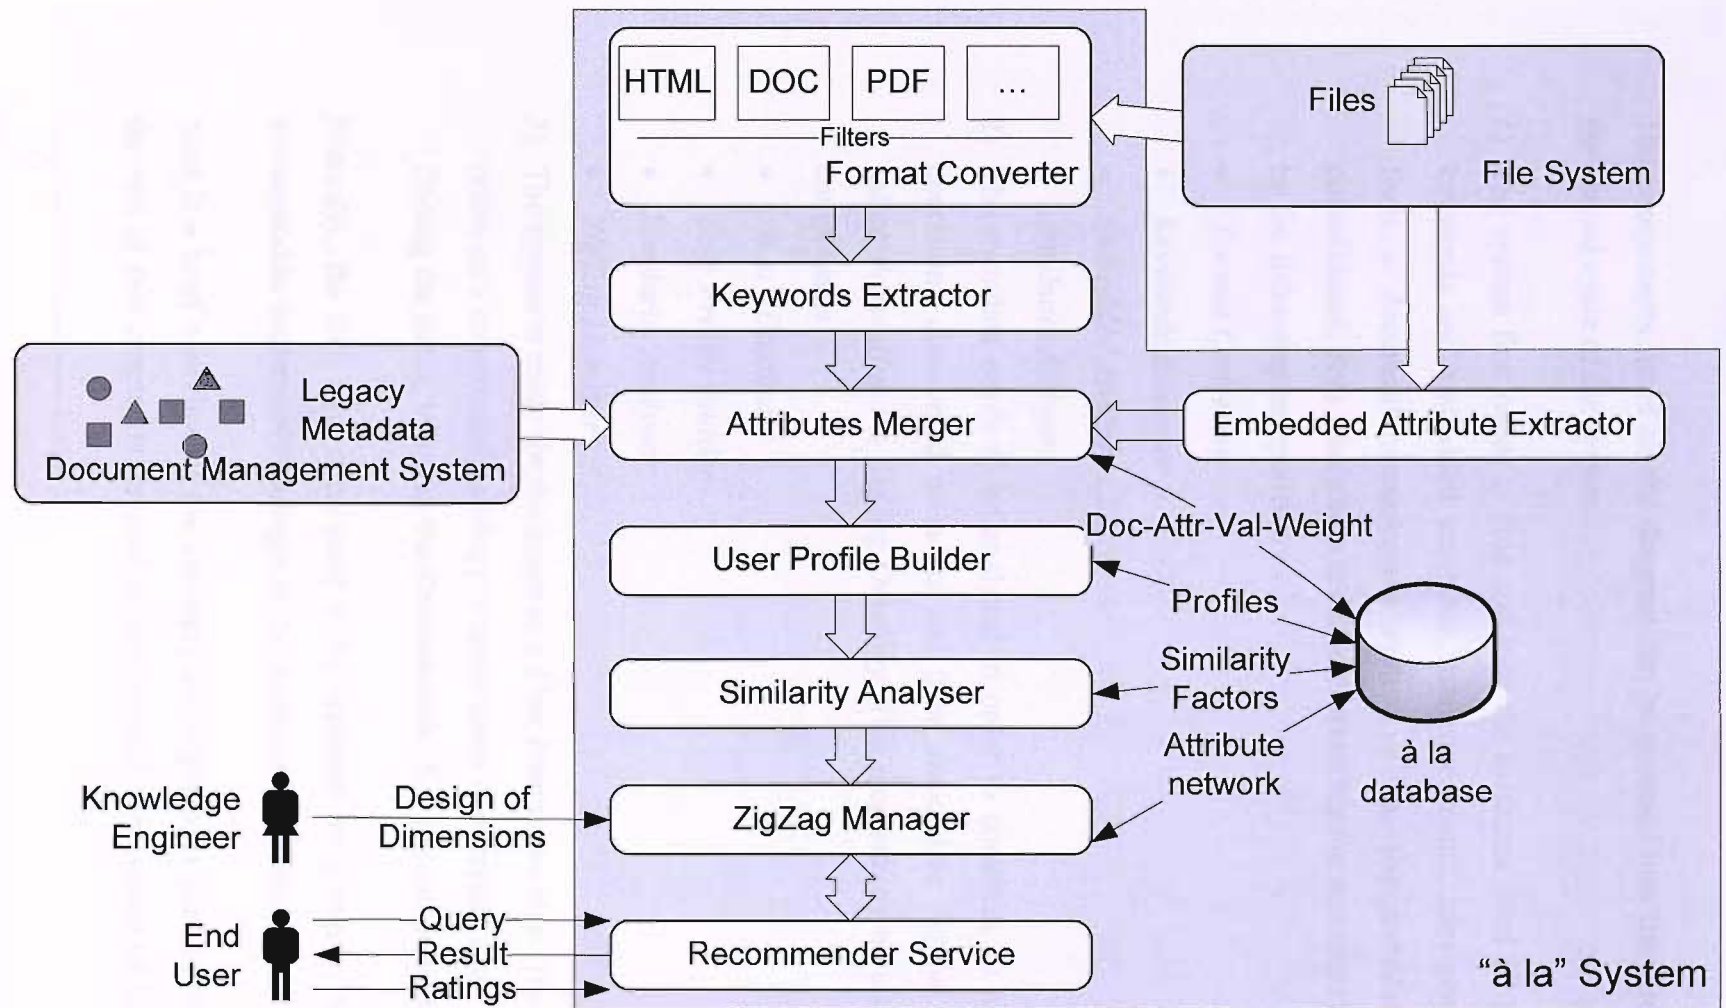 HTML
DOC
PDF
...
Filters
Format Converter
Files
File System
Keywords Extractor
Legacy
Metadata
Document Management System
Attributes Merger
Embedded Attribute Extractor
Doc-Attr-Val-Weight
User Profile Builder
Profiles
Similarity
Factors
Similarity Analyser
Attribute
network
à la
database
Knowledge
Engineer
Design of
Dimensions
ZigZag Manager
End
User
Query
Result
Ratings
Recommender Service
"à la" System